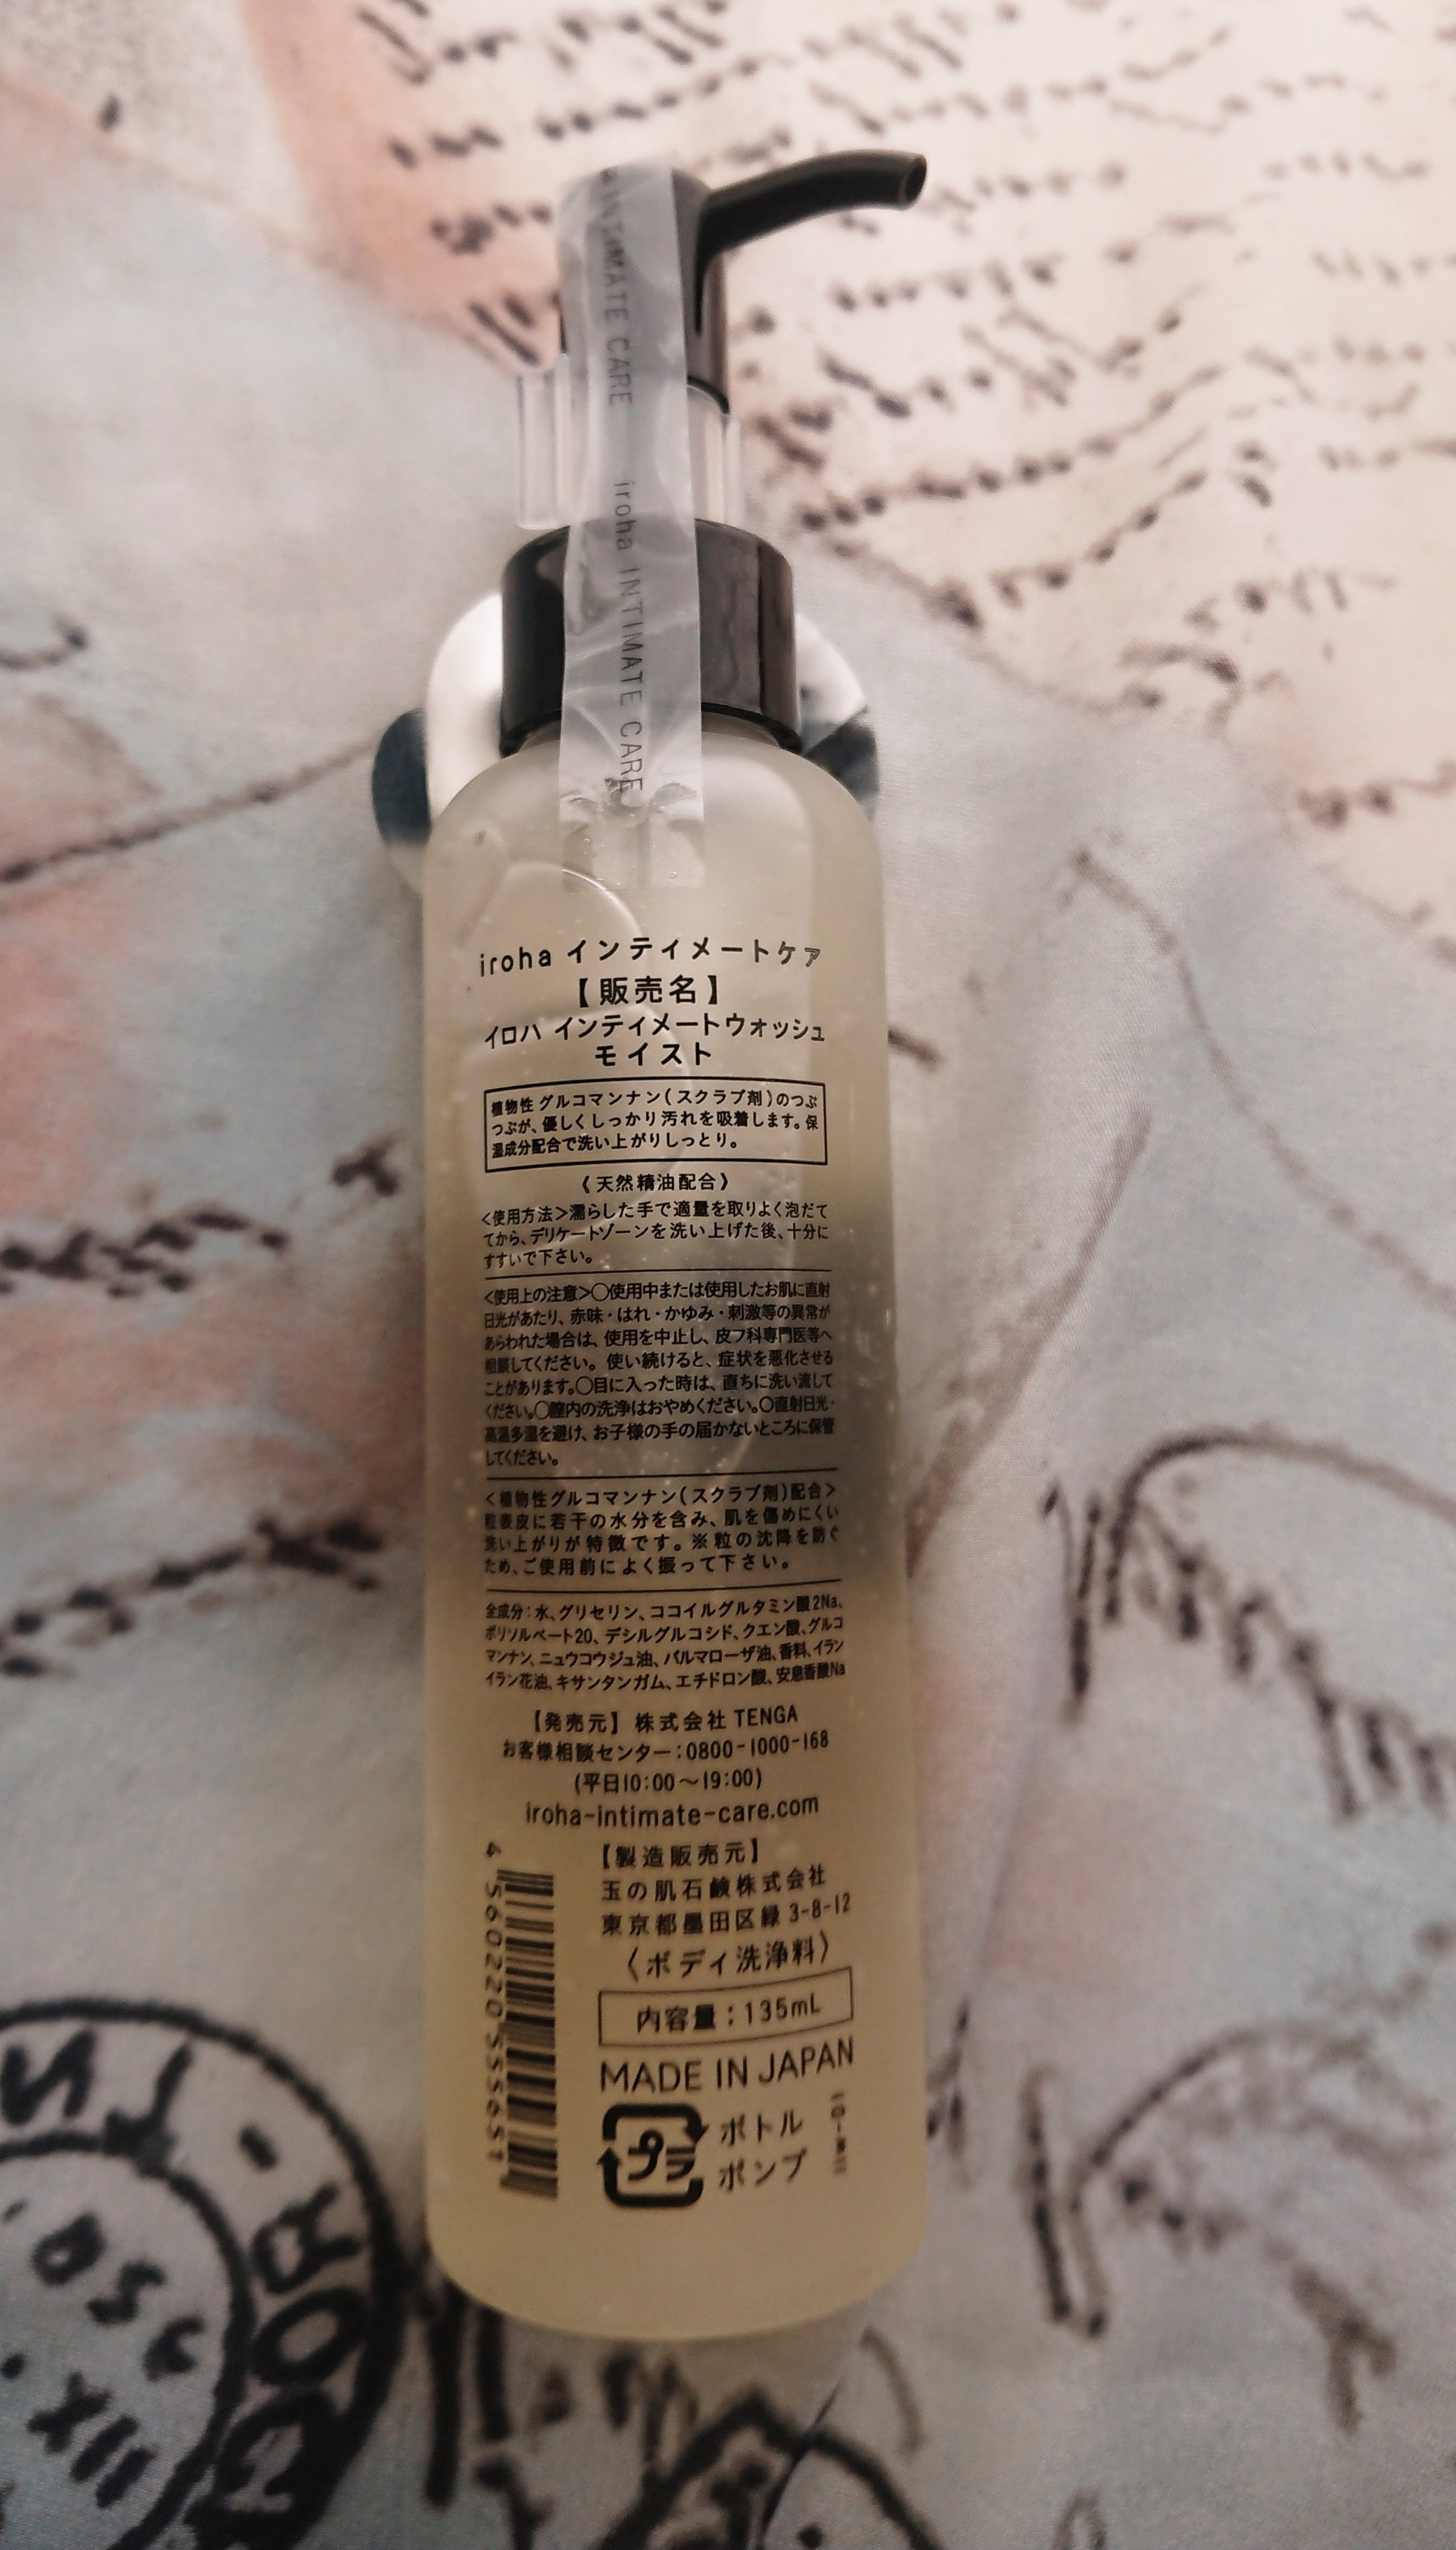 INTIMATE CARE
iroha INTIMATE CARE
iroha インティメートケア
【販売名】
イロハ インティメートウォッシュ
モイスト
植物性 グルコマンナン(スクラブ剤)のつぶ
つぶが、優しくしっかり汚れを吸着します。保
湿成分配合で洗い上がりしっとり。
《天然精油配合》
<使用方法>濡らした手で適量を取りよく泡だて
てから、デリケートゾーンを洗い上げた後、十分に
すすいで下さい。
<使用上の注意>○使用中または使用したお肌に直射
日光があたり、赤味・はれ・かゆみ・刺激等の異常が
あらわれた場合は、使用を中止し、皮フ科専門医等へ
相談してください。使い続けると、症状を悪化させる
ことがあります。○目に入った時は、直ちに洗い流して
ください。○膣内の洗浄はおやめください。○直射日光・
高温多湿を避け、お子様の手の届かないところに保管
してください。
<植物性グルコマンナン(スクラブ剤)配合>
粒表皮に若干の水分を含み、肌を傷めにくい
洗い上がりが特徴です。※粒の沈降を防ぐ
ため、ご使用前によく振って下さい。
全成分:水、グリセリン、ココイルグルタミン酸2Na、
ポリソルベート20、デシルグルコシド、クエン酸、グルコ
マンナン、ニュウコウジュ油、パルマローザ油、香料、イラン
イラン花油、キサンタンガム、エチドロン酸、安息香酸Na
【発売元】株式会社 TENGA
お客様相談センター:0800-1000-168
(平日10:00～19:00)
iroha-intimate-care.com
【製造販売元】
玉の肌石鹸株式会社
東京都墨田区緑 3-8-12
〈ボディ洗浄料〉
内容量:135mL
MADE IN JAPAN
プラ
ボトル
ポンプ
4 560220 555651